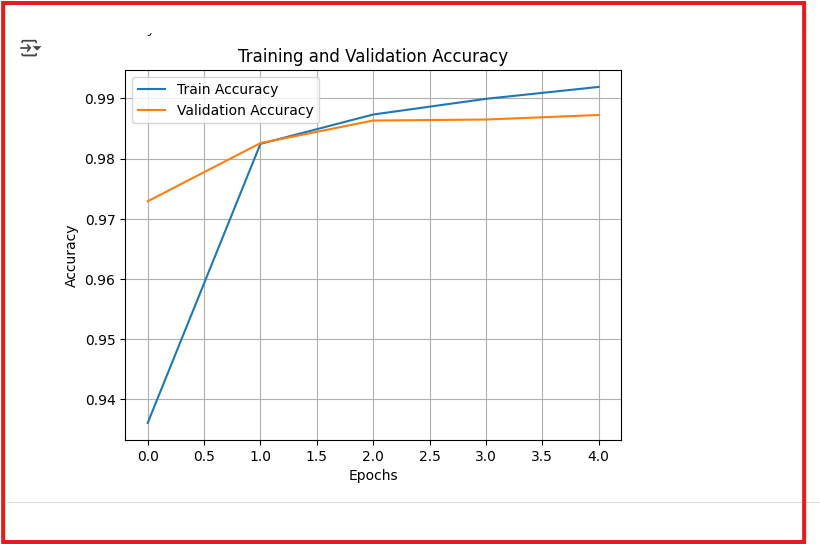 Training and Validation Accuracy
Train Accuracy
Validation Accuracy
0.99
0.98
0.97
0.96
0.95
0.94
Accuracy
0.0 0.5 1.0 1.5 2.0 2.5 3.0 3.5 4.0
Epochs